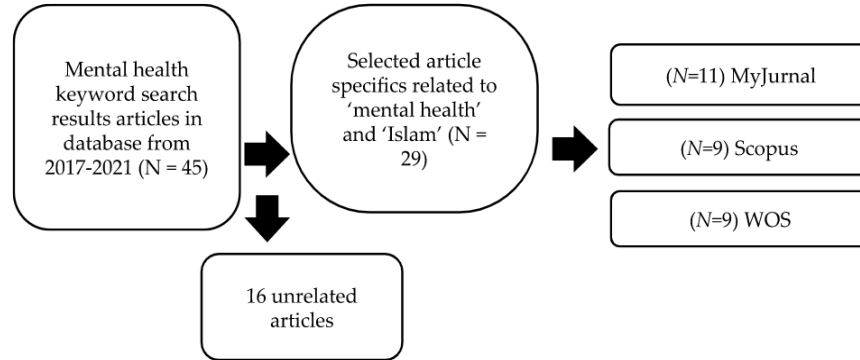 Mental health
keyword search
results articles in
database from
2017-2021 (N = 45)
Selected article
specifics related to
‘mental health’
and ‘Islam’ (N =
29)
(N=11) MyJurnal
(N=9) Scopus
(N=9) WOS
16 unrelated
articles